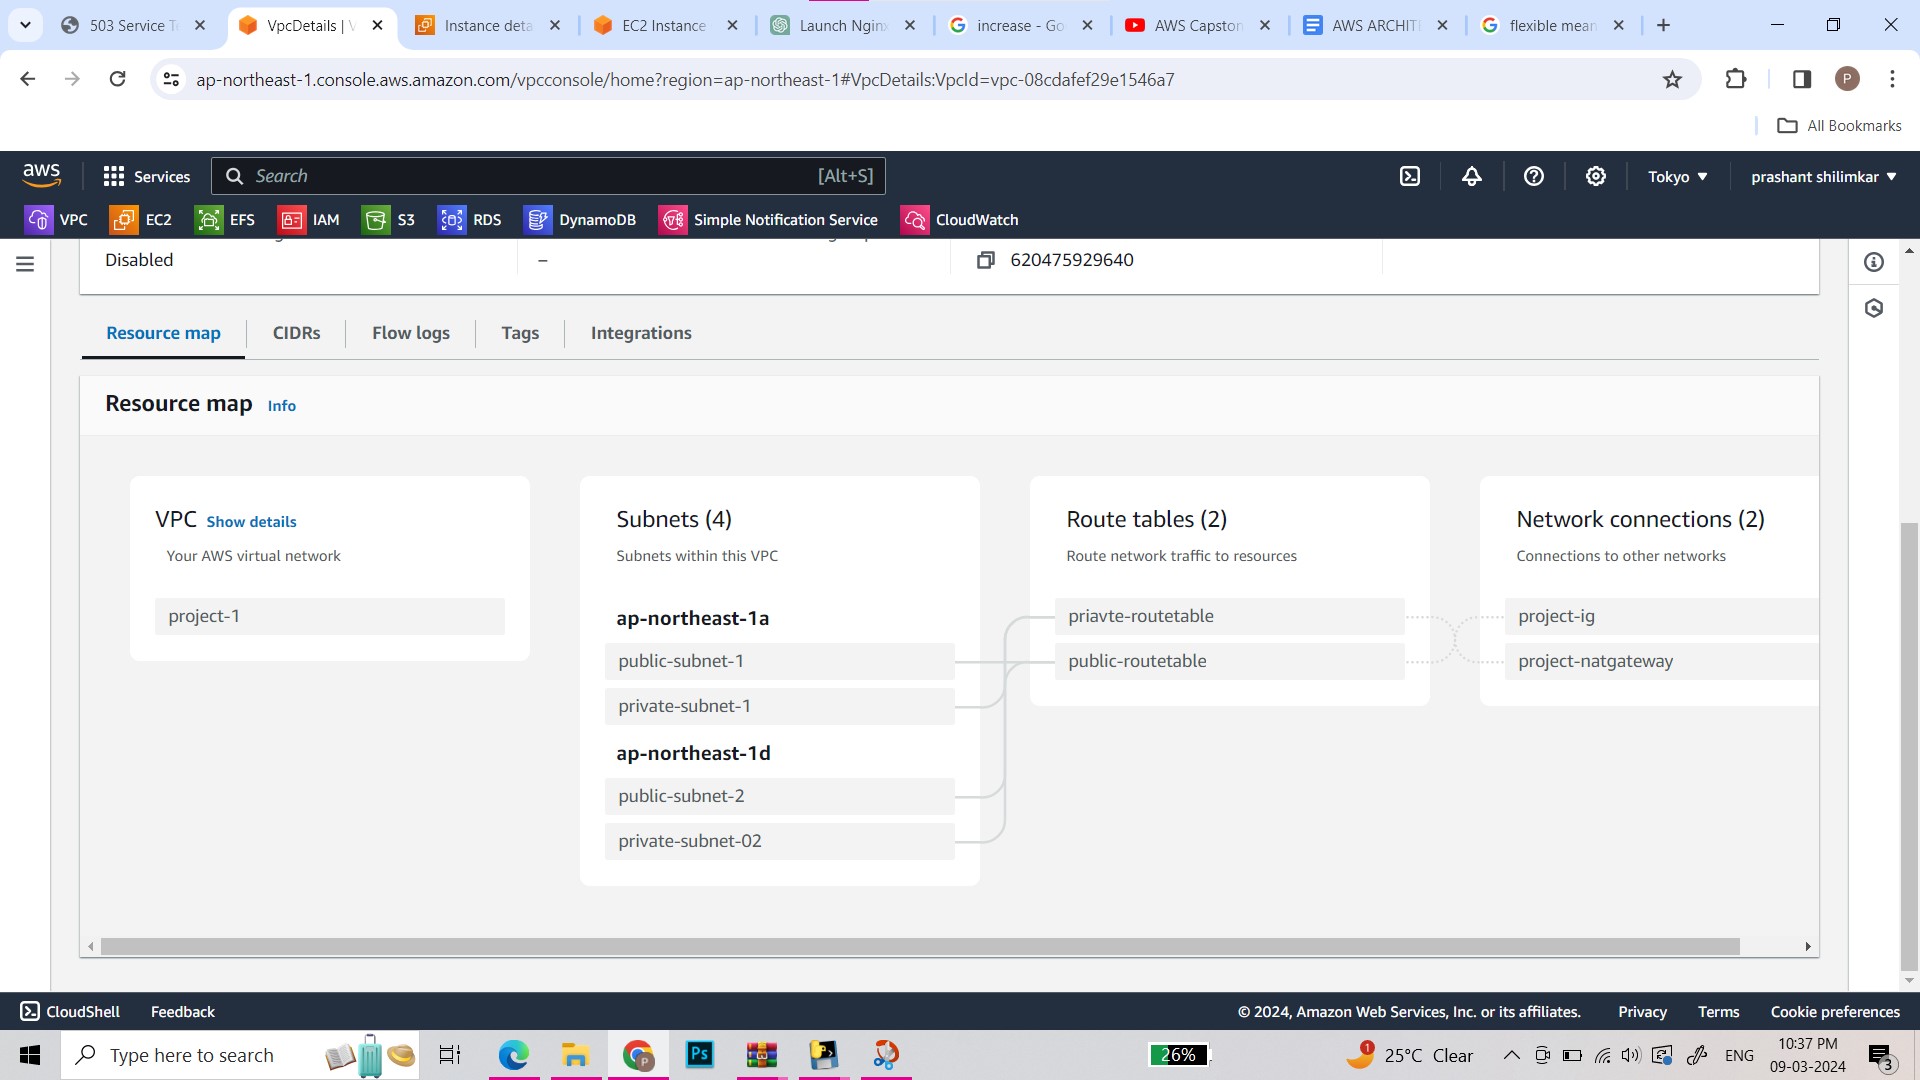 503 Service T
VpcDetails | V
Instance deta
EC2 Instance
Launch Nginx
increase - Go
AWS Capston
AWS ARCHIT
flexible mean
ap-northeast-1.console.aws.amazon.com/vpcconsole/home?region=ap-northeast-1#VpcDetails:VpcId=vpc-08cdafef29e1546a7
P
All Bookmarks
aws
Services
Search
[Alt+S]
Tokyo
prashant shilimkar
VPC
EC2
EFS
IAM
S3
RDS
DynamoDB
Simple Notification Service
CloudWatch
Disabled
–
620475929640
Resource map
CIDRs
Flow logs
Tags
Integrations
Resource map Info
VPC Show details
Your AWS virtual network
project-1
Subnets (4)
Subnets within this VPC
ap-northeast-1a
public-subnet-1
private-subnet-1
ap-northeast-1d
public-subnet-2
private-subnet-02
Route tables (2)
Route network traffic to resources
priavte-routetable
public-routetable
Network connections (2)
Connections to other networks
project-ig
project-natgateway
CloudShell
Feedback
© 2024, Amazon Web Services, Inc. or its affiliates.
Privacy
Terms
Cookie preferences
Type here to search
P
Ps
26%
1
25°C Clear
ENG
10:37 PM
09-03-2024
3